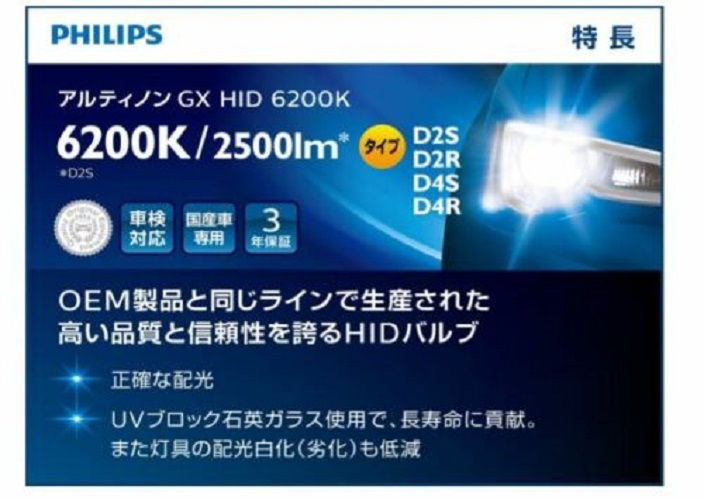 PHILIPS
特長
アルティノン GX HID 6200K
6200K/2500lm*
*D2S
タイプ
D2S
D2R
D4S
D4R
車検
対応
国産車
専用
3
年保証
OEM製品と同じラインで生産された
高い品質と信頼性を誇るHIDバルブ
正確な配光
UVブロック石英ガラス使用で、長寿命に貢献。
また灯具の配光白化(劣化)も低減